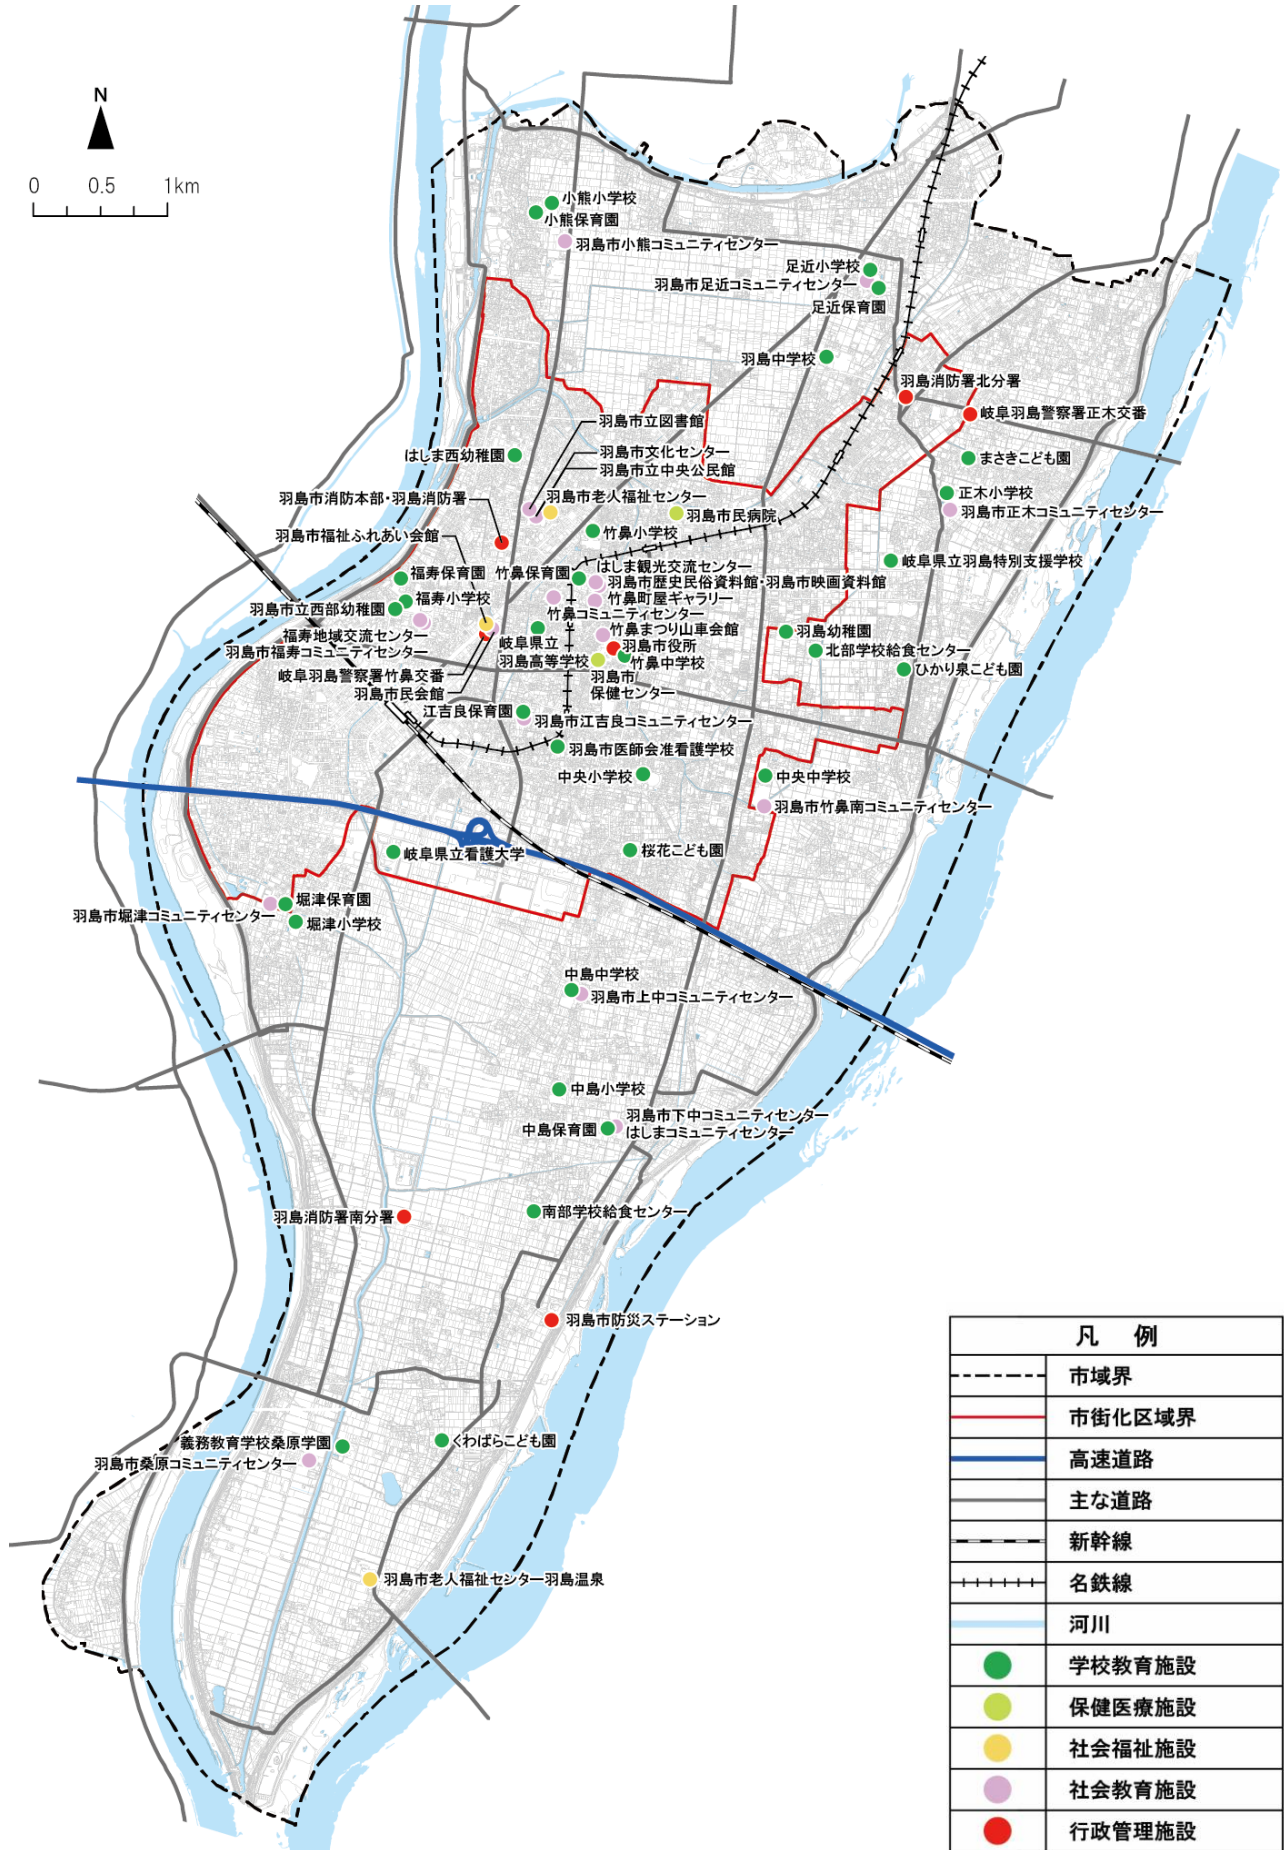 N
0 0.5 1km
小熊小学校
小熊保育園
羽島市小熊コミュニティセンター
足近小学校
羽島市足近コミュニティセンター
足近保育園
羽島中学校
羽島消防署北分署
岐阜羽島警察署正木交番
羽島市立図書館
はしま西幼稚園
羽島市文化センター
羽島市立中央公民館
まさきこども園
羽島市消防本部・羽島消防署
羽島市老人福祉センター
正木小学校
羽島市民病院
羽島市正木コミュニティセンター
羽島市福祉ふれあい会館
竹鼻小学校
岐阜県立羽島特別支援学校
はしま観光交流センター
福寿保育園
竹鼻保育園
羽島市歴史民俗資料館・羽島市映画資料館
福寿小学校
竹鼻町屋ギャラリー
羽島市立西部幼稚園
竹鼻コミュニティセンター
福寿地域交流センター
竹鼻まつり山車会館
羽島幼稚園
岐阜県立
羽島高等学校
羽島市役所
羽島市福寿コミュニティセンター
北部学校給食センター
竹鼻中学校
岐阜羽島警察署竹鼻交番
羽島市
保健センター
ひかり泉こども園
羽島市民会館
江吉良保育園
羽島市江吉良コミュニティセンター
羽島市医師会准看護学校
中央小学校
中央中学校
羽島市竹鼻南コミュニティセンター
岐阜県立看護大学
桜花こども園
堀津保育園
羽島市堀津コミュニティセンター
堀津小学校
中島中学校
羽島市上中コミュニティセンター
中島小学校
羽島市下中コミュニティセンター
中島保育園
はしまコミュニティセンター
南部学校給食センター
羽島消防署南分署
羽島市防災ステーション
義務教育学校桑原学園
くわばらこども園
羽島市桑原コミュニティセンター
羽島市老人福祉センター羽島温泉
凡 例
市域界
市街化区域界
高速道路
主な道路
新幹線
名鉄線
河川
学校教育施設
保健医療施設
社会福祉施設
社会教育施設
行政管理施設